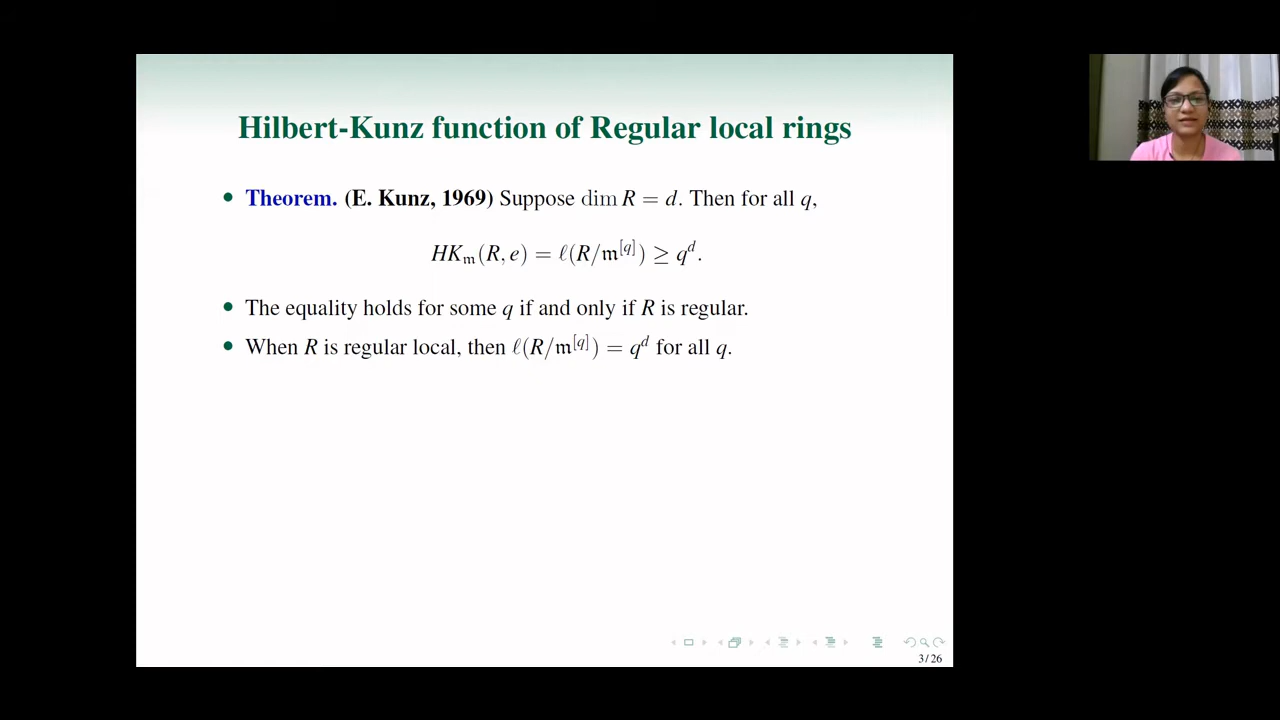 Hilbert-Kunz function of Regular local rings
• Theorem. (E. Kunz, 1969) Suppose dim R = d. Then for all q,
HK_𝔪(R, e) = ℓ(R/𝔪^[q]) ≥ q^d.
• The equality holds for some q if and only if R is regular.
• When R is regular local, then ℓ(R/𝔪^[q]) = q^d for all q.
3 / 26